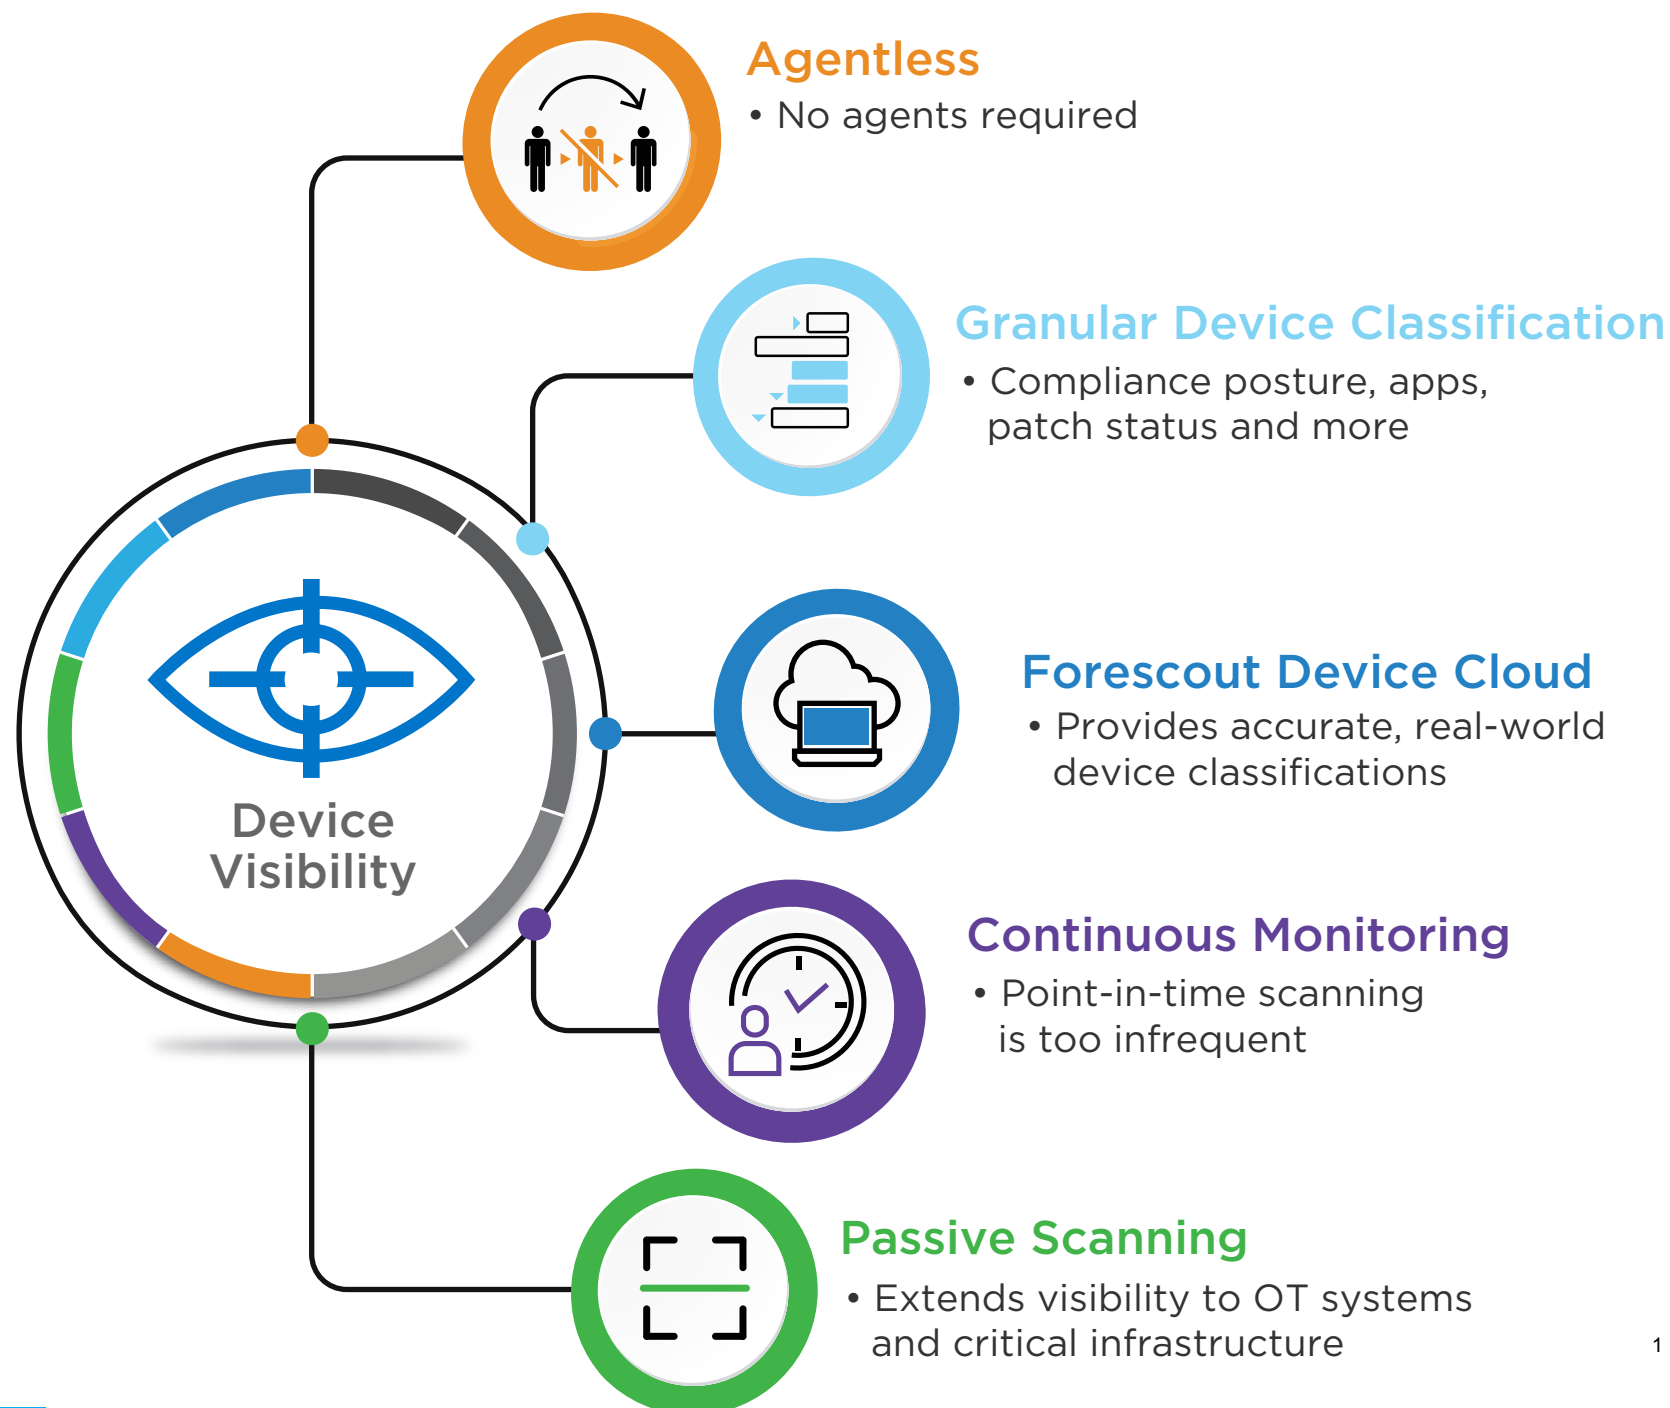 Agentless
• No agents required
Granular Device Classification
• Compliance posture, apps,
patch status and more
Forescout Device Cloud
• Provides accurate, real-world
device classifications
Device
Visibility
Continuous Monitoring
• Point-in-time scanning
is too infrequent
Passive Scanning
• Extends visibility to OT systems
and critical infrastructure
1